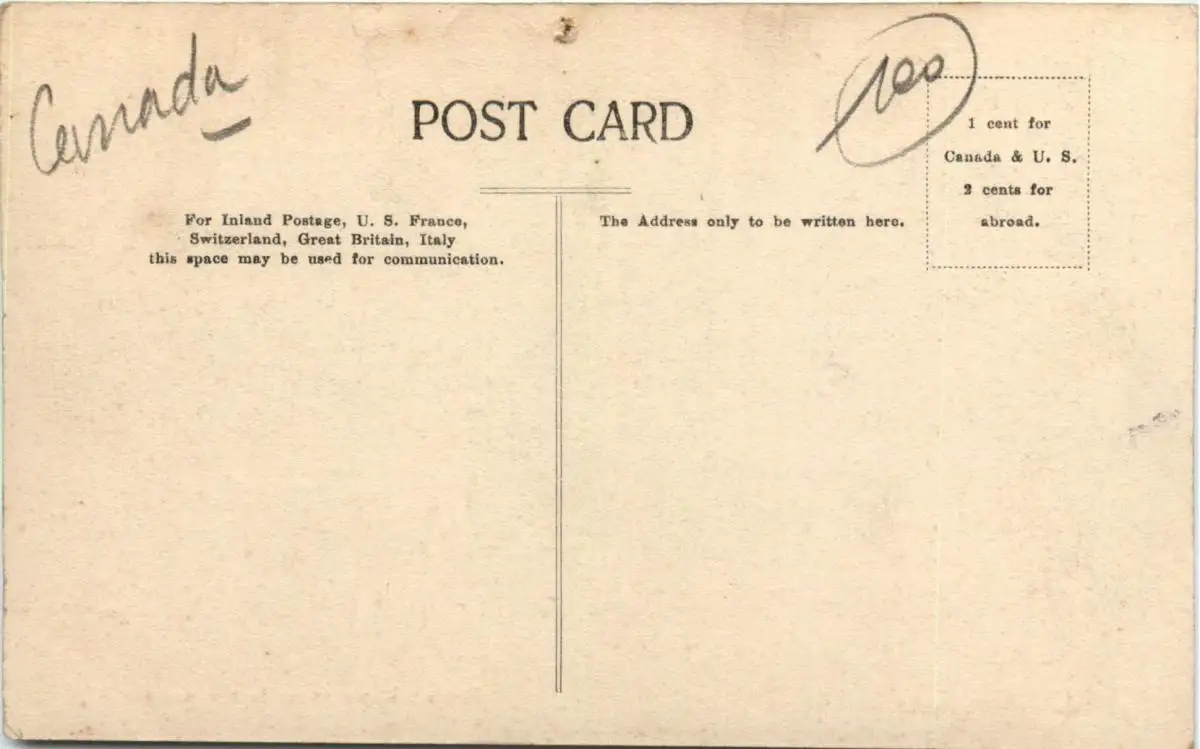 Canada
100
POST CARD
1 cent for
Canada & U. S.
2 cents for
abroad.
For Inland Postage, U. S. France,
Switzerland, Great Britain, Italy
this space may be used for communication.
The Address only to be written here.